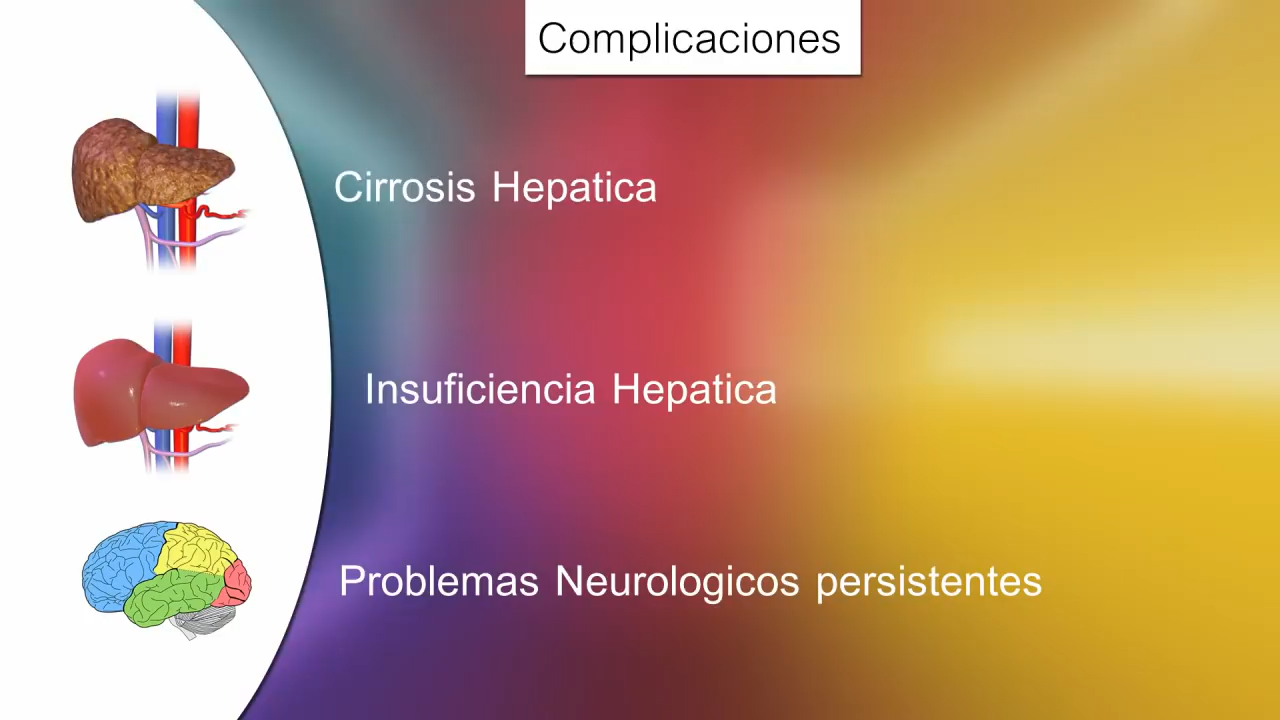 Complicaciones
Cirrosis Hepatica
Insuficiencia Hepatica
Problemas Neurologicos persistentes